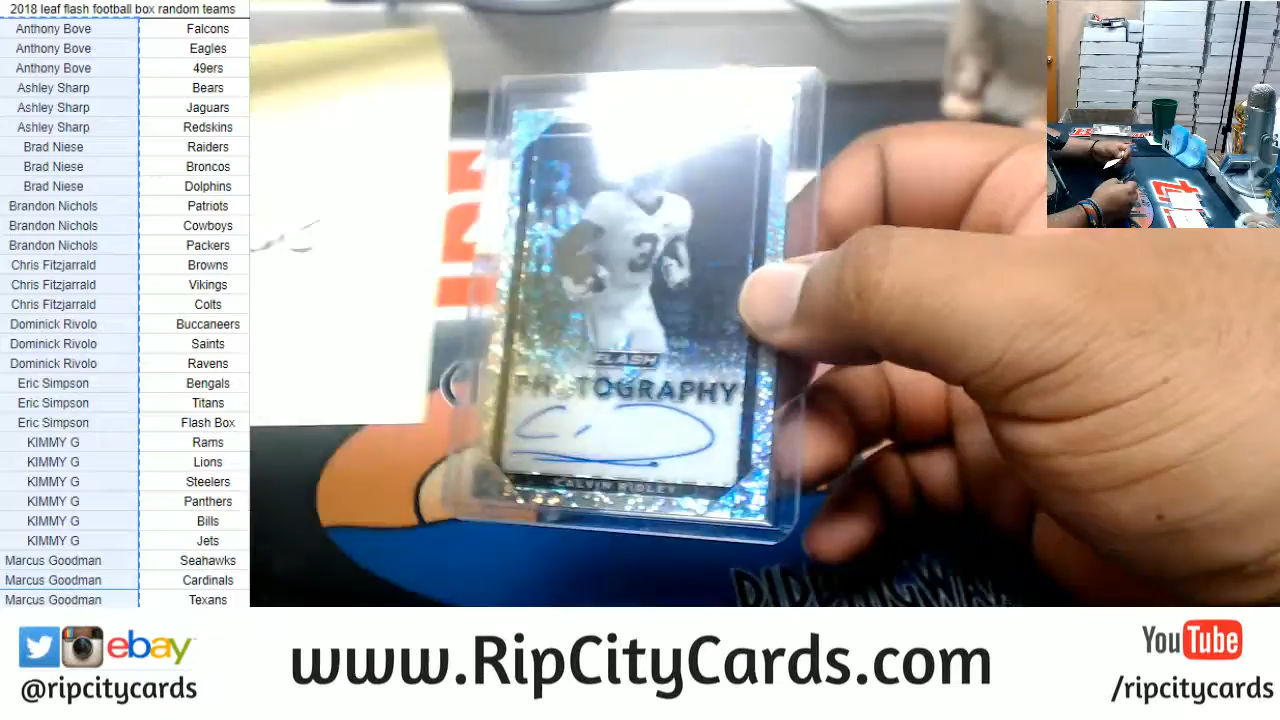 2018 leaf flash football box random teams
Anthony Bove Falcons
Anthony Bove Eagles
Anthony Bove 49ers
Ashley Sharp Bears
Ashley Sharp Jaguars
Ashley Sharp Redskins
Brad Niese Raiders
Brad Niese Broncos
Brad Niese Dolphins
Brandon Nichols Patriots
Brandon Nichols Cowboys
Brandon Nichols Packers
Chris Fitzjarrald Browns
Chris Fitzjarrald Vikings
Chris Fitzjarrald Colts
Dominick Rivolo Buccaneers
Dominick Rivolo Saints
Dominick Rivolo Ravens
Eric Simpson Bengals
Eric Simpson Titans
Eric Simpson Flash Box
KIMMY G Rams
KIMMY G Lions
KIMMY G Steelers
KIMMY G Panthers
KIMMY G Bills
KIMMY G Jets
Marcus Goodman Seahawks
Marcus Goodman Cardinals
Marcus Goodman Texans
FLASH
PHOTOGRAPHY
CALVIN RIDLEY
ebay
@ripcitycards
www.RipCityCards.com
YouTube
/ripcitycards